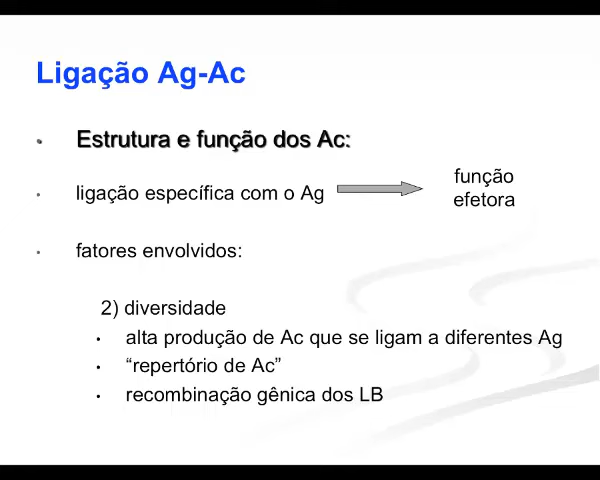 Ligação Ag-Ac
• Estrutura e função dos Ac:
• ligação específica com o Ag
função
efetora
• fatores envolvidos:
2) diversidade
• alta produção de Ac que se ligam a diferentes Ag
• “repertório de Ac”
• recombinação gênica dos LB